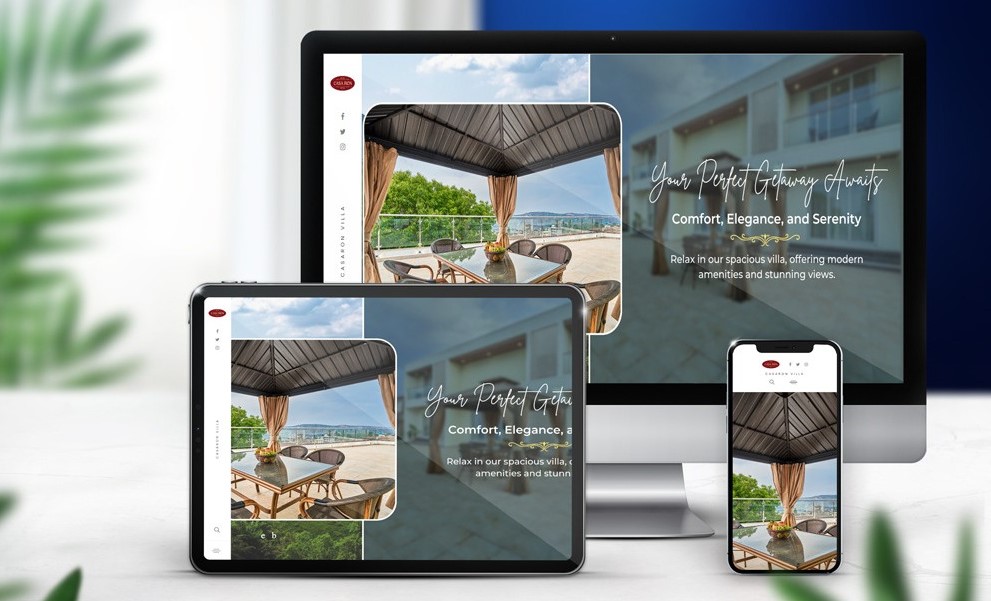 CASARON
CASARON VILLA
Your Perfect Getaway Awaits
Comfort, Elegance, and Serenity
Relax in our spacious villa, offering modern
amenities and stunning views.
CASARON VILLA
Your Perfect Getaw
Comfort, Elegance, a
Relax in our spacious villa, o
amenities and stunn
e b
CASARON VILLA